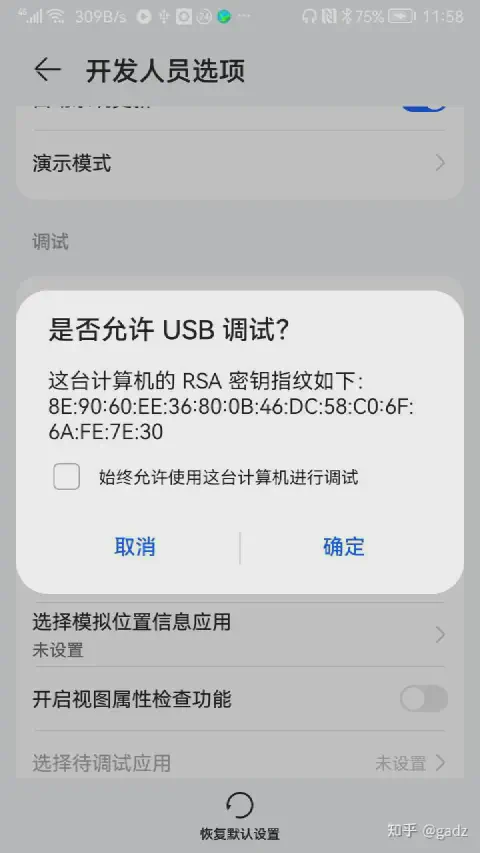 309B/s
75%
11:58
开发人员选项
演示模式
调试
是否允许 USB 调试？
这台计算机的 RSA 密钥指纹如下：
8E:90:60:EE:36:80:0B:46:DC:58:C0:6F:
6A:FE:7E:30
始终允许使用这台计算机进行调试
取消
确定
选择模拟位置信息应用
未设置
开启视图属性检查功能
选择待调试应用
未设置
恢复默认设置
知乎 @gadz